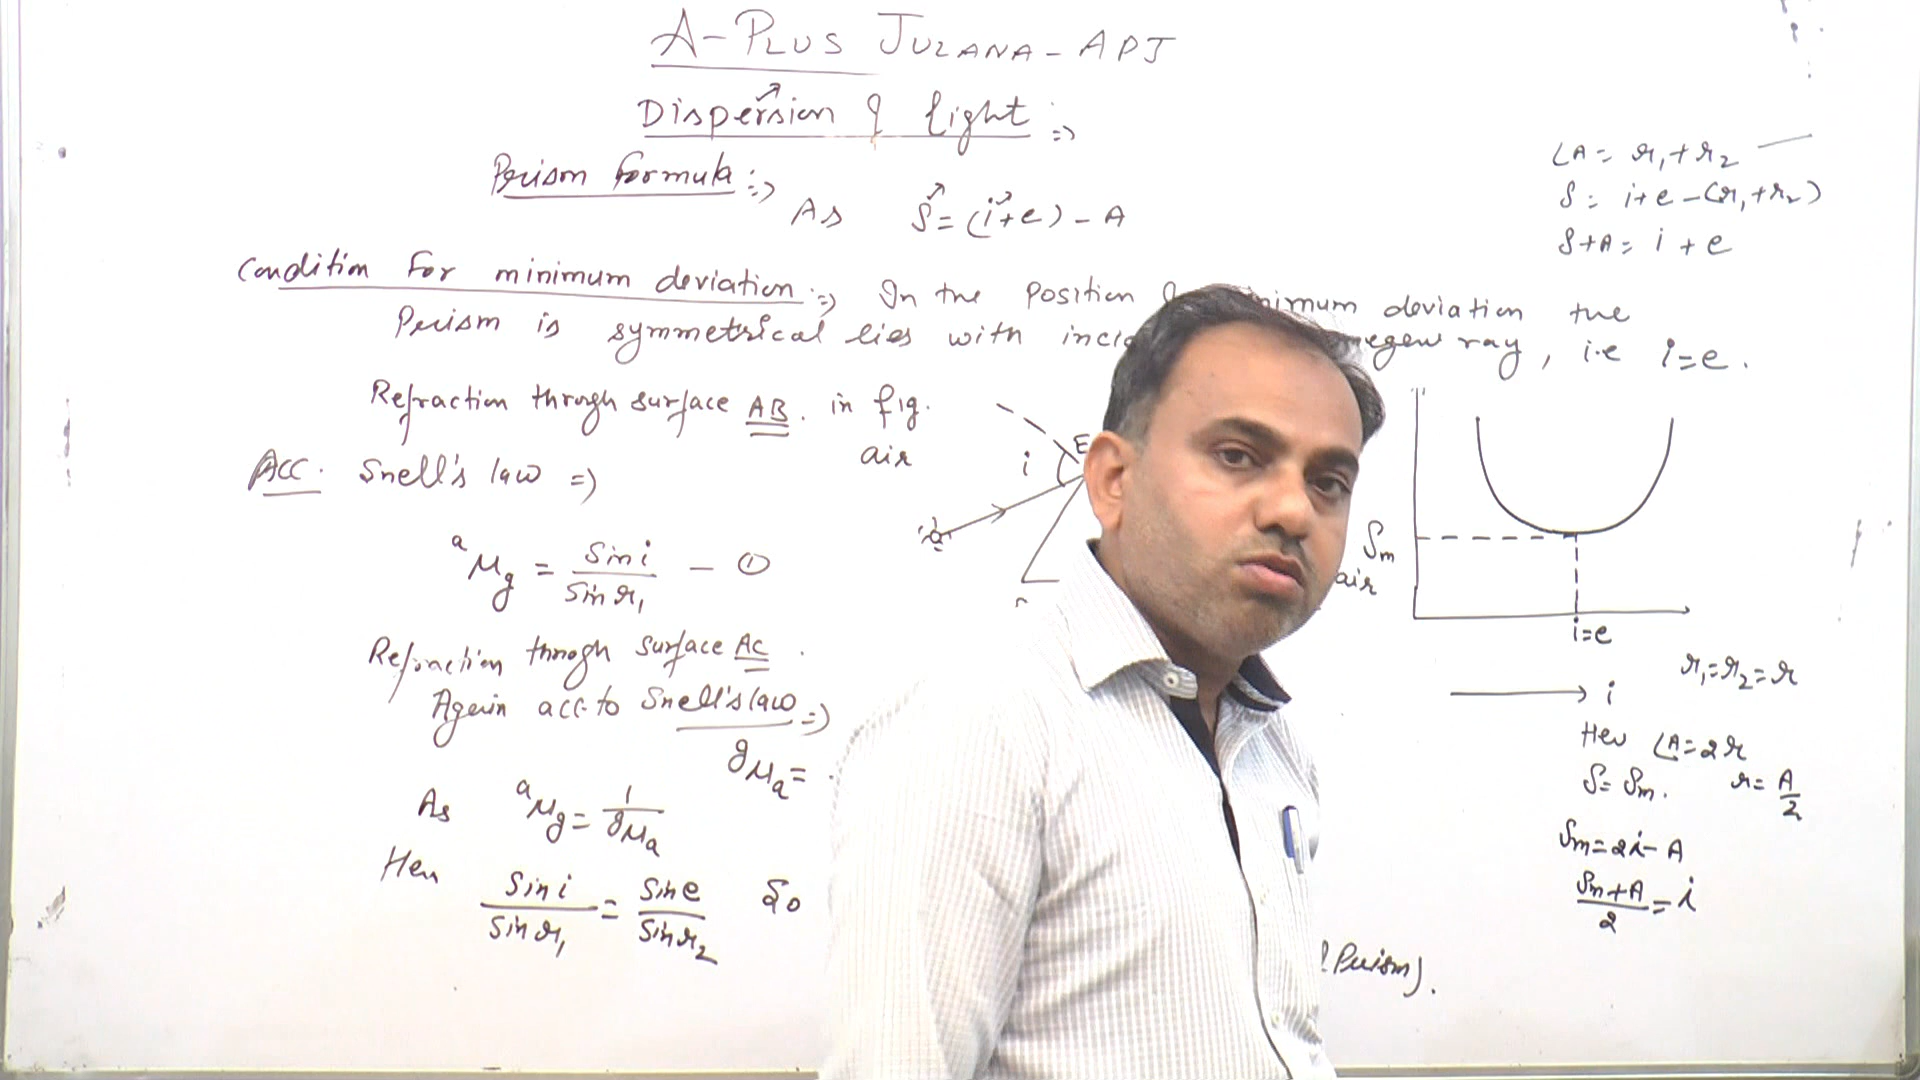 A-PLUS JULANA-APJ
Dispersion of light :⇒
Prism formula :⇒
As δ = (i+e) - A
Condition for minimum deviation :⇒ In the position minimum deviation the
Prism is symmetrical lies with ray, i.e i=e.
Refraction through surface AB. in fig.
air
Acc. Snell's law ⇒
ᵃμg = Sin i / Sin r₁ - ①
Refraction through surface AC.
Again acc. to Snell's law ⇒
ᵍμₐ =
As ᵃμg = 1 / ᵍμₐ
Hen Sin i / Sin r₁ = Sin e / Sin r₂ So
i
E
air
∠A = r₁ + r₂
δ = i+e-(r₁+r₂)
δ+A = i + e
δm
i=e
→ i
r₁=r₂=r
Hen ∠A=2r
δ = δm. r = A/2
δm=2i-A
δm+A / 2 = i
Prism).